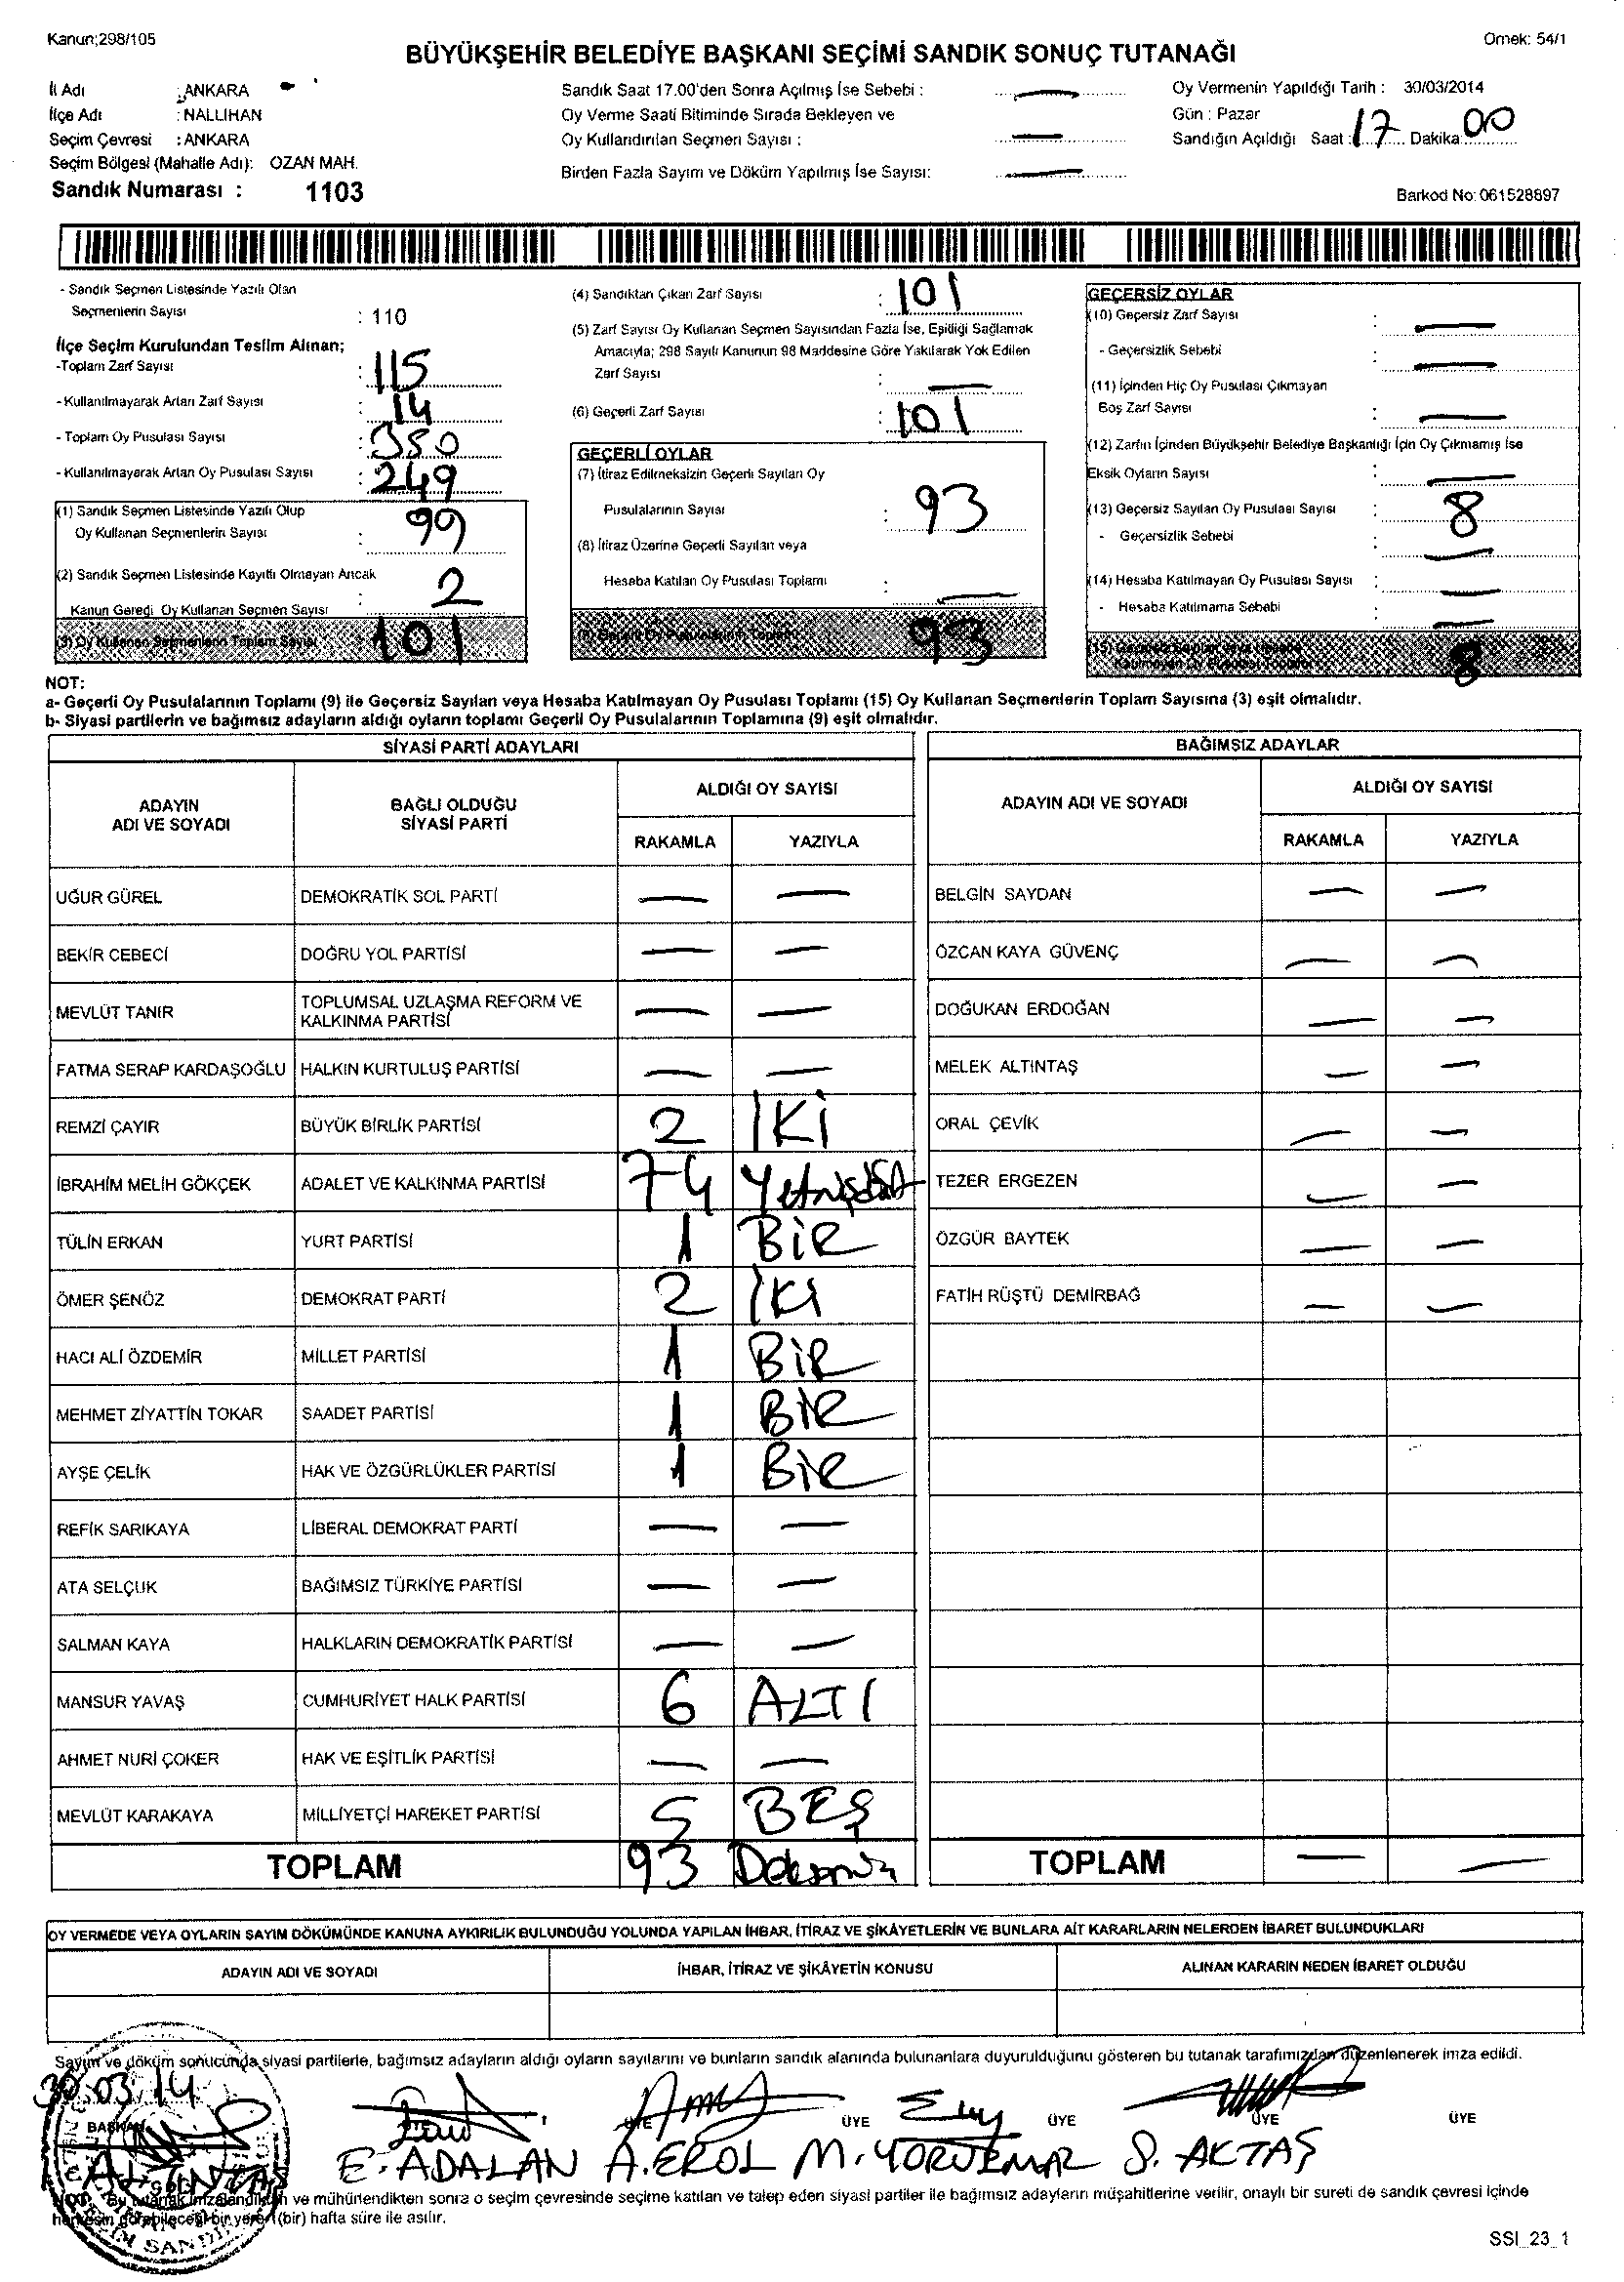 Kanun;298/105
Örnek: 54/1
BÜYÜKŞEHİR BELEDİYE BAŞKANI SEÇİMİ SANDIK SONUÇ TUTANAĞI
İl Adı : ANKARA
İlçe Adı : NALLIHAN
Seçim Çevresi : ANKARA
Seçim Bölgesi (Mahalle Adı): OZAN MAH.
Sandık Numarası : 1103
Sandık Saat 17.00'den Sonra Açılmış İse Sebebi : —
Oy Verme Saati Bitiminde Sırada Bekleyen ve
Oy Kullandırılan Seçmen Sayısı : —
Birden Fazla Sayım ve Döküm Yapılmış İse Sayısı: —
Oy Vermenin Yapıldığı Tarih : 30/03/2014
Gün : Pazar
Sandığın Açıldığı Saat : 17 Dakika: 00
Barkod No: 061528897
- Sandık Seçmen Listesinde Yazılı Olan
Seçmenlerin Sayısı : 110
İlçe Seçim Kurulundan Teslim Alınan;
-Toplam Zarf Sayısı : 115
- Kullanılmayarak Artan Zarf Sayısı : 14
- Toplam Oy Pusulası Sayısı : 350
- Kullanılmayarak Artan Oy Pusulası Sayısı : 249
(1) Sandık Seçmen Listesinde Yazılı Olup
Oy Kullanan Seçmenlerin Sayısı : 99
(2) Sandık Seçmen Listesinde Kayıtlı Olmayan Ancak
Kanun Gereği Oy Kullanan Seçmen Sayısı : 2
(3) Oy Kullanan Seçmenlerin Toplam Sayısı 101
(4) Sandıktan Çıkan Zarf Sayısı : 101
(5) Zarf Sayısı Oy Kullanan Seçmen Sayısından Fazla İse, Eşitliği Sağlamak
Amacıyla; 298 Sayılı Kanunun 98 Maddesine Göre Yakılarak Yok Edilen
Zarf Sayısı : —
(6) Geçerli Zarf Sayısı : 101
GEÇERLİ OYLAR
(7) İtiraz Edilmeksizin Geçerli Sayılan Oy
Pusulalarının Sayısı : 93
(8) İtiraz Üzerine Geçerli Sayılan veya
Hesaba Katılan Oy Pusulası Toplamı : —
(9) Geçerli Oy Pusulalarının Toplamı 93
GEÇERSİZ OYLAR
(10) Geçersiz Zarf Sayısı : —
- Geçersizlik Sebebi : —
(11) İçinden Hiç Oy Pusulası Çıkmayan
Boş Zarf Sayısı : —
(12) Zarfın İçinden Büyükşehir Belediye Başkanlığı İçin Oy Çıkmamış İse
Eksik Oyların Sayısı : —
(13) Geçersiz Sayılan Oy Pusulası Sayısı : 8
- Geçersizlik Sebebi : —
(14) Hesaba Katılmayan Oy Pusulası Sayısı : —
- Hesaba Katılmama Sebebi : —
(15) Geçersiz Sayılan veya Hesaba
Katılmayan Oy Pusulası Toplamı 8
NOT:
a- Geçerli Oy Pusulalarının Toplamı (9) ile Geçersiz Sayılan veya Hesaba Katılmayan Oy Pusulası Toplamı (15) Oy Kullanan Seçmenlerin Toplam Sayısına (3) eşit olmalıdır.
b- Siyasi partilerin ve bağımsız adayların aldığı oyların toplamı Geçerli Oy Pusulalarının Toplamına (9) eşit olmalıdır.
SİYASİ PARTİ ADAYLARI
ADAYIN ADI VE SOYADI BAĞLI OLDUĞU SİYASİ PARTİ ALDIĞI OY SAYISI
RAKAMLA YAZIYLA
UĞUR GÜREL DEMOKRATİK SOL PARTİ — —
BEKİR CEBECİ DOĞRU YOL PARTİSİ — —
MEVLÜT TANIR TOPLUMSAL UZLAŞMA REFORM VE KALKINMA PARTİSİ — —
FATMA SERAP KARDAŞOĞLU HALKIN KURTULUŞ PARTİSİ — —
REMZİ ÇAYIR BÜYÜK BİRLİK PARTİSİ 2 İKİ
İBRAHİM MELİH GÖKÇEK ADALET VE KALKINMA PARTİSİ 74 Yetmişdört
TÜLİN ERKAN YURT PARTİSİ 1 BİR
ÖMER ŞENÖZ DEMOKRAT PARTİ 2 İKİ
HACI ALİ ÖZDEMİR MİLLET PARTİSİ 1 BİR
MEHMET ZİYATTİN TOKAR SAADET PARTİSİ 1 BİR
AYŞE ÇELİK HAK VE ÖZGÜRLÜKLER PARTİSİ 1 BİR
REFİK SARIKAYA LİBERAL DEMOKRAT PARTİ — —
ATA SELÇUK BAĞIMSIZ TÜRKİYE PARTİSİ — —
SALMAN KAYA HALKLARIN DEMOKRATİK PARTİSİ — —
MANSUR YAVAŞ CUMHURİYET HALK PARTİSİ 6 ALTI
AHMET NURİ ÇOKER HAK VE EŞİTLİK PARTİSİ — —
MEVLÜT KARAKAYA MİLLİYETÇİ HAREKET PARTİSİ 5 BEŞ
TOPLAM 93
BAĞIMSIZ ADAYLAR
ADAYIN ADI VE SOYADI ALDIĞI OY SAYISI
RAKAMLA YAZIYLA
BELGİN SAYDAN — —
ÖZCAN KAYA GÜVENÇ — —
DOĞUKAN ERDOĞAN — —
MELEK ALTINTAŞ — —
ORAL ÇEVİK — —
TEZER ERGEZEN — —
ÖZGÜR BAYTEK — —
FATİH RÜŞTÜ DEMİRBAĞ — —
TOPLAM — —
OY VERMEDE VEYA OYLARIN SAYIM DÖKÜMÜNDE KANUNA AYKIRILIK BULUNDUĞU YOLUNDA YAPILAN İHBAR, İTİRAZ VE ŞİKÂYETLERİN VE BUNLARA AİT KARARLARIN NELERDEN İBARET BULUNDUKLARI
ADAYIN ADI VE SOYADI İHBAR, İTİRAZ VE ŞİKÂYETİN KONUSU ALINAN KARARIN NEDEN İBARET OLDUĞU
Sayım ve döküm sonucunda siyasi partilerle, bağımsız adayların aldığı oyların sayılarını ve bunların sandık alanında bulunanlara duyurulduğunu gösteren bu tutanak tarafımızdan düzenlenerek imza edildi.
30.03.14
BAŞKAN ÜYE ÜYE ÜYE ÜYE ÜYE
ALTINTAŞ E. ADALAN A. EROL M. YORULMAZ S. AKTAŞ
NOT: Bu tutanak imzalandıktan ve mühürlendikten sonra o seçim çevresinde seçime katılan ve talep eden siyasi partiler ile bağımsız adayların müşahitlerine verilir, onaylı bir sureti de sandık çevresi içinde
herkesin görebileceği bir yere 1 (bir) hafta süre ile asılır.
SSI_23_1